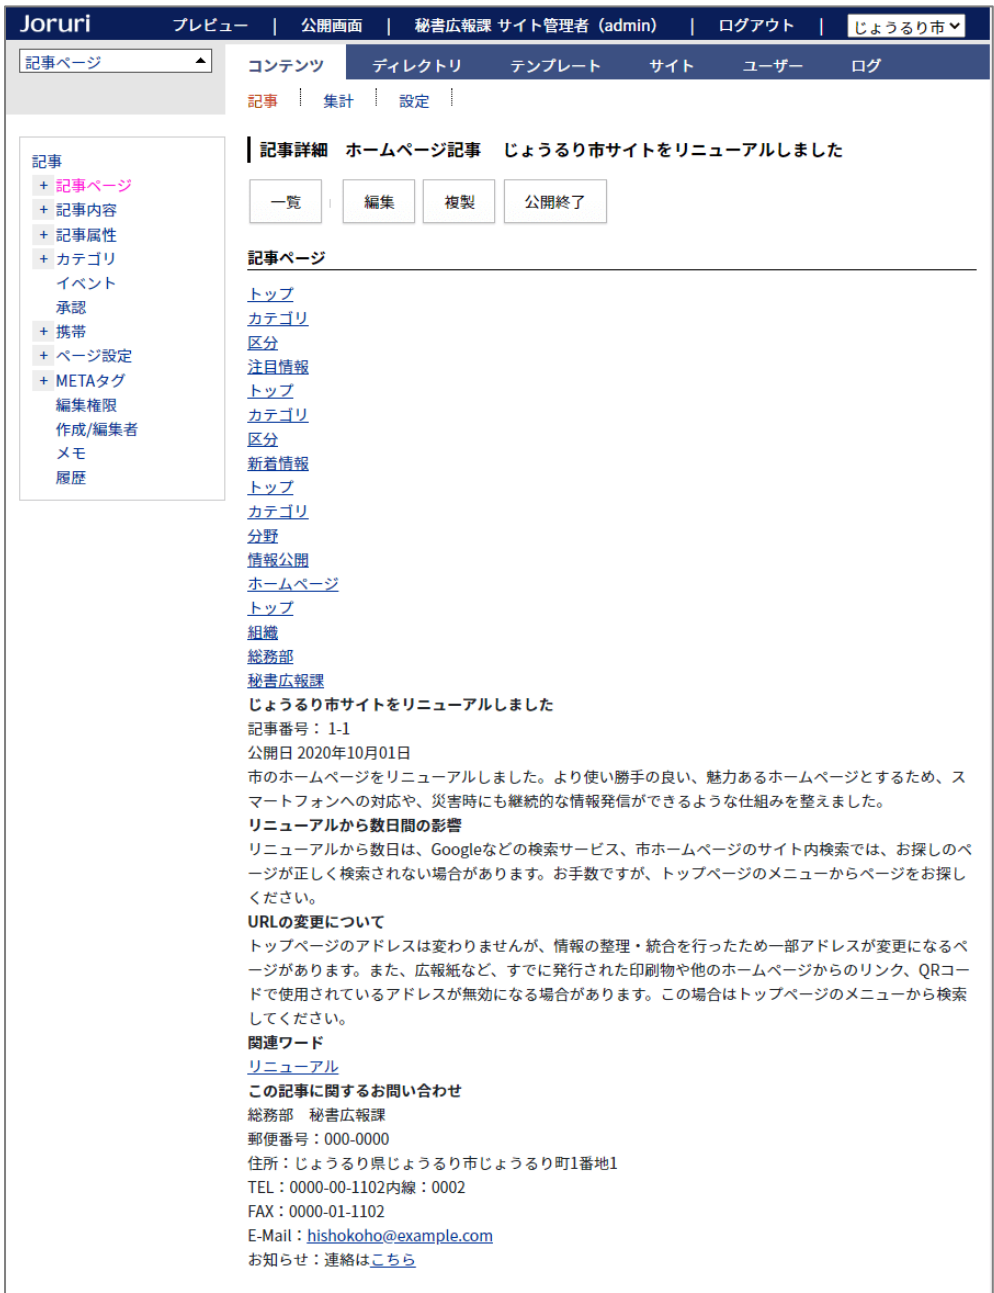 Joruri プレビュー | 公開画面 | 秘書広報課 サイト管理者（admin） | ログアウト | じょうるり市
記事ページ
コンテンツ ディレクトリ テンプレート サイト ユーザー ログ
記事 集計 設定
記事
+ 記事ページ
+ 記事内容
+ 記事属性
+ カテゴリ
イベント
承認
+ 携帯
+ ページ設定
+ METAタグ
編集権限
作成/編集者
メモ
履歴
記事詳細　ホームページ記事　じょうるり市サイトをリニューアルしました
一覧 編集 複製 公開終了
記事ページ
トップ
カテゴリ
区分
注目情報
トップ
カテゴリ
区分
新着情報
トップ
カテゴリ
分野
情報公開
ホームページ
トップ
組織
総務部
秘書広報課
じょうるり市サイトをリニューアルしました
記事番号： 1-1
公開日 2020年10月01日
市のホームページをリニューアルしました。より使い勝手の良い、魅力あるホームページとするため、ス
マートフォンへの対応や、災害時にも継続的な情報発信ができるような仕組みを整えました。
リニューアルから数日間の影響
リニューアルから数日は、Googleなどの検索サービス、市ホームページのサイト内検索では、お探しのペ
ージが正しく検索されない場合があります。お手数ですが、トップページのメニューからページをお探し
ください。
URLの変更について
トップページのアドレスは変わりませんが、情報の整理・統合を行ったため一部アドレスが変更になるペ
ージがあります。また、広報紙など、すでに発行された印刷物や他のホームページからのリンク、QRコー
ドで使用されているアドレスが無効になる場合があります。この場合はトップページのメニューから検索
してください。
関連ワード
リニューアル
この記事に関するお問い合わせ
総務部　秘書広報課
郵便番号：000-0000
住所：じょうるり県じょうるり市じょうるり町1番地1
TEL：0000-00-1102内線：0002
FAX：0000-01-1102
E-Mail：hishokoho@example.com
お知らせ：連絡はこちら